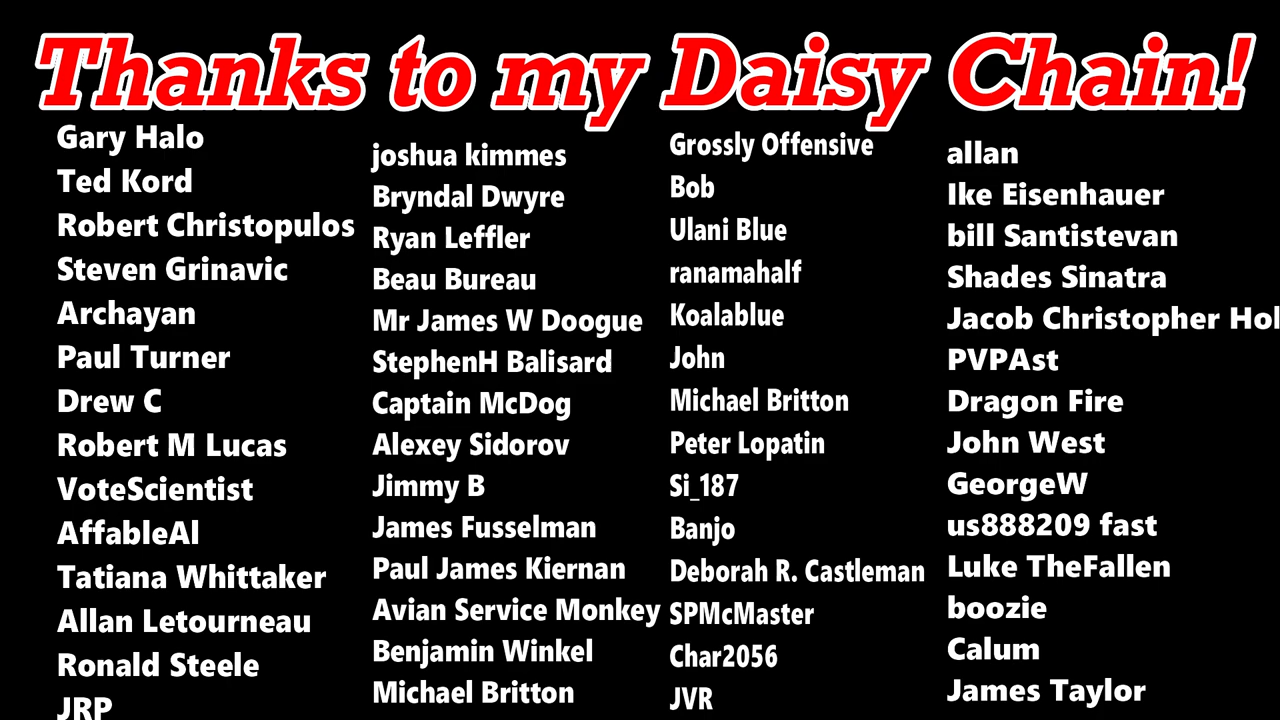 Thanks to my Daisy Chain!
Gary Halo
Ted Kord
Robert Christopulos
Steven Grinavic
Archayan
Paul Turner
Drew C
Robert M Lucas
VoteScientist
AffableAl
Tatiana Whittaker
Allan Letourneau
Ronald Steele
JRP
joshua kimmes
Bryndal Dwyre
Ryan Leffler
Beau Bureau
Mr James W Doogue
StephenH Balisard
Captain McDog
Alexey Sidorov
Jimmy B
James Fusselman
Paul James Kiernan
Avian Service Monkey
Benjamin Winkel
Michael Britton
Grossly Offensive
Bob
Ulani Blue
ranamahalf
Koalablue
John
Michael Britton
Peter Lopatin
Si_187
Banjo
Deborah R. Castleman
SPMcMaster
Char2056
JVR
allan
Ike Eisenhauer
bill Santistevan
Shades Sinatra
Jacob Christopher
PVPAst
Dragon Fire
John West
GeorgeW
us888209 fast
Luke TheFallen
boozie
Calum
James Taylor